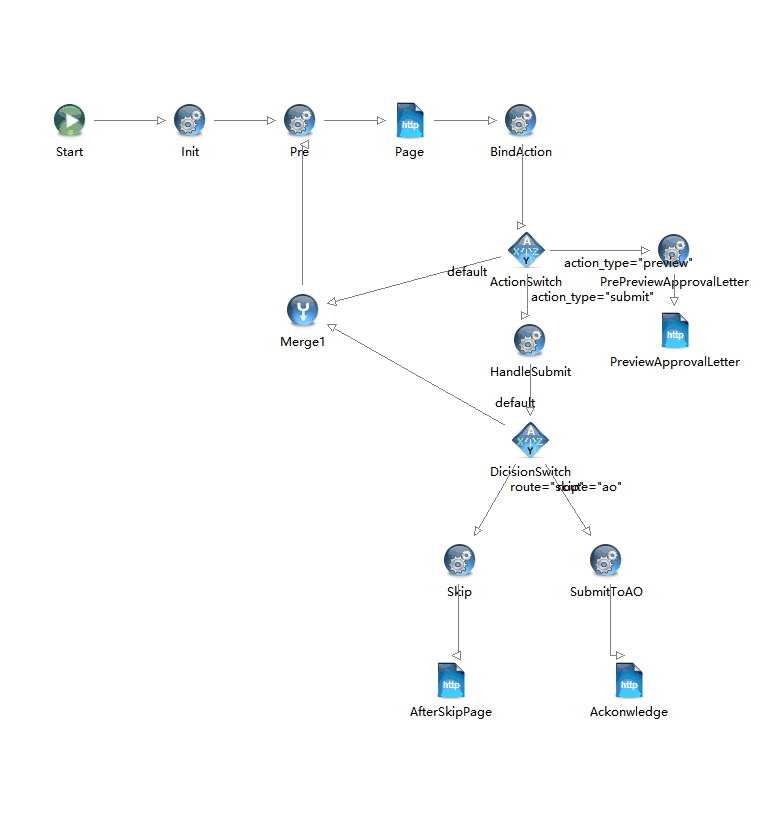 Start
Init
Pre
http
Page
BindAction
A
X Z
Y
ActionSwitch
default
action_type="preview"
PrePreviewApprovalLetter
action_type="submit"
Merge1
http
PreviewApprovalLetter
HandleSubmit
default
A
X Z
Y
DicisionSwitch
route="skip"
route="ao"
Skip
SubmitToAO
http
AfterSkipPage
http
Ackonwledge